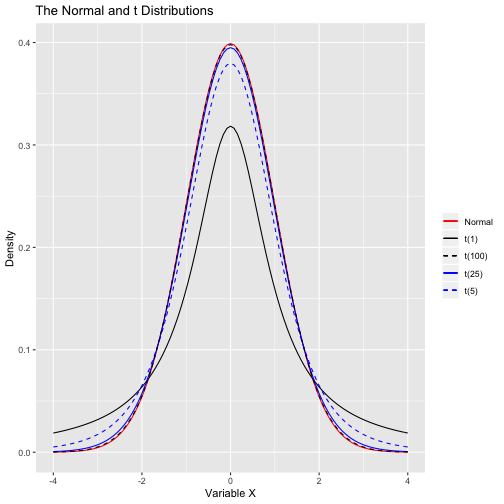 The Normal and t Distributions
0.4
0.3
0.2
0.1
0.0
Density
-4
-2
0
2
4
Variable X
Normal
t(1)
t(100)
t(25)
t(5)